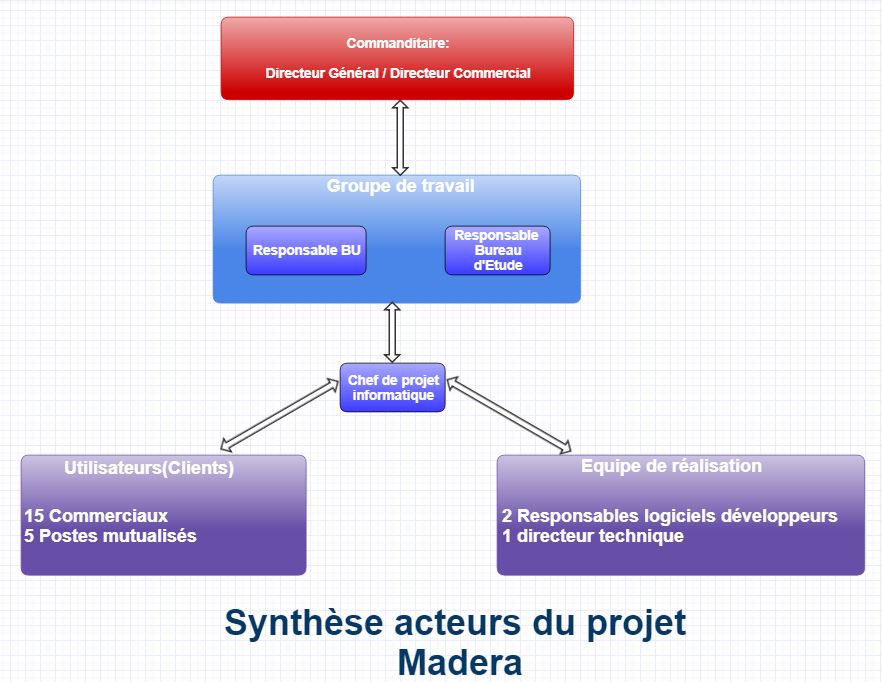 Commanditaire:
Directeur Général / Directeur Commercial
Groupe de travail
Responsable BU
Responsable
Bureau
d'Etude
Chef de projet
informatique
Utilisateurs(Clients)
15 Commerciaux
5 Postes mutualisés
Equipe de réalisation
2 Responsables logiciels développeurs
1 directeur technique
Synthèse acteurs du projet
Madera